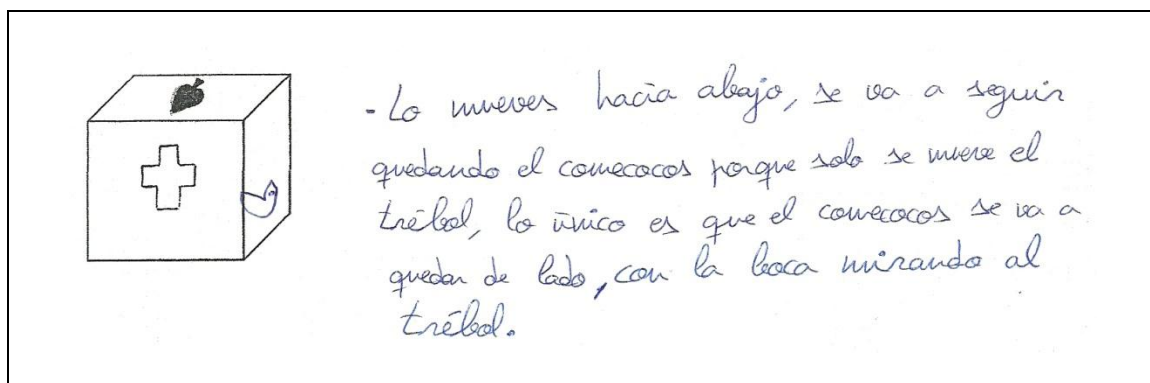 - Lo mueves hacia abajo, se va a seguir
quedando el comecocos porque solo se mueve el
trébol, lo único es que el comecocos se va a
quedar de lado, con la boca mirando al
trébol.